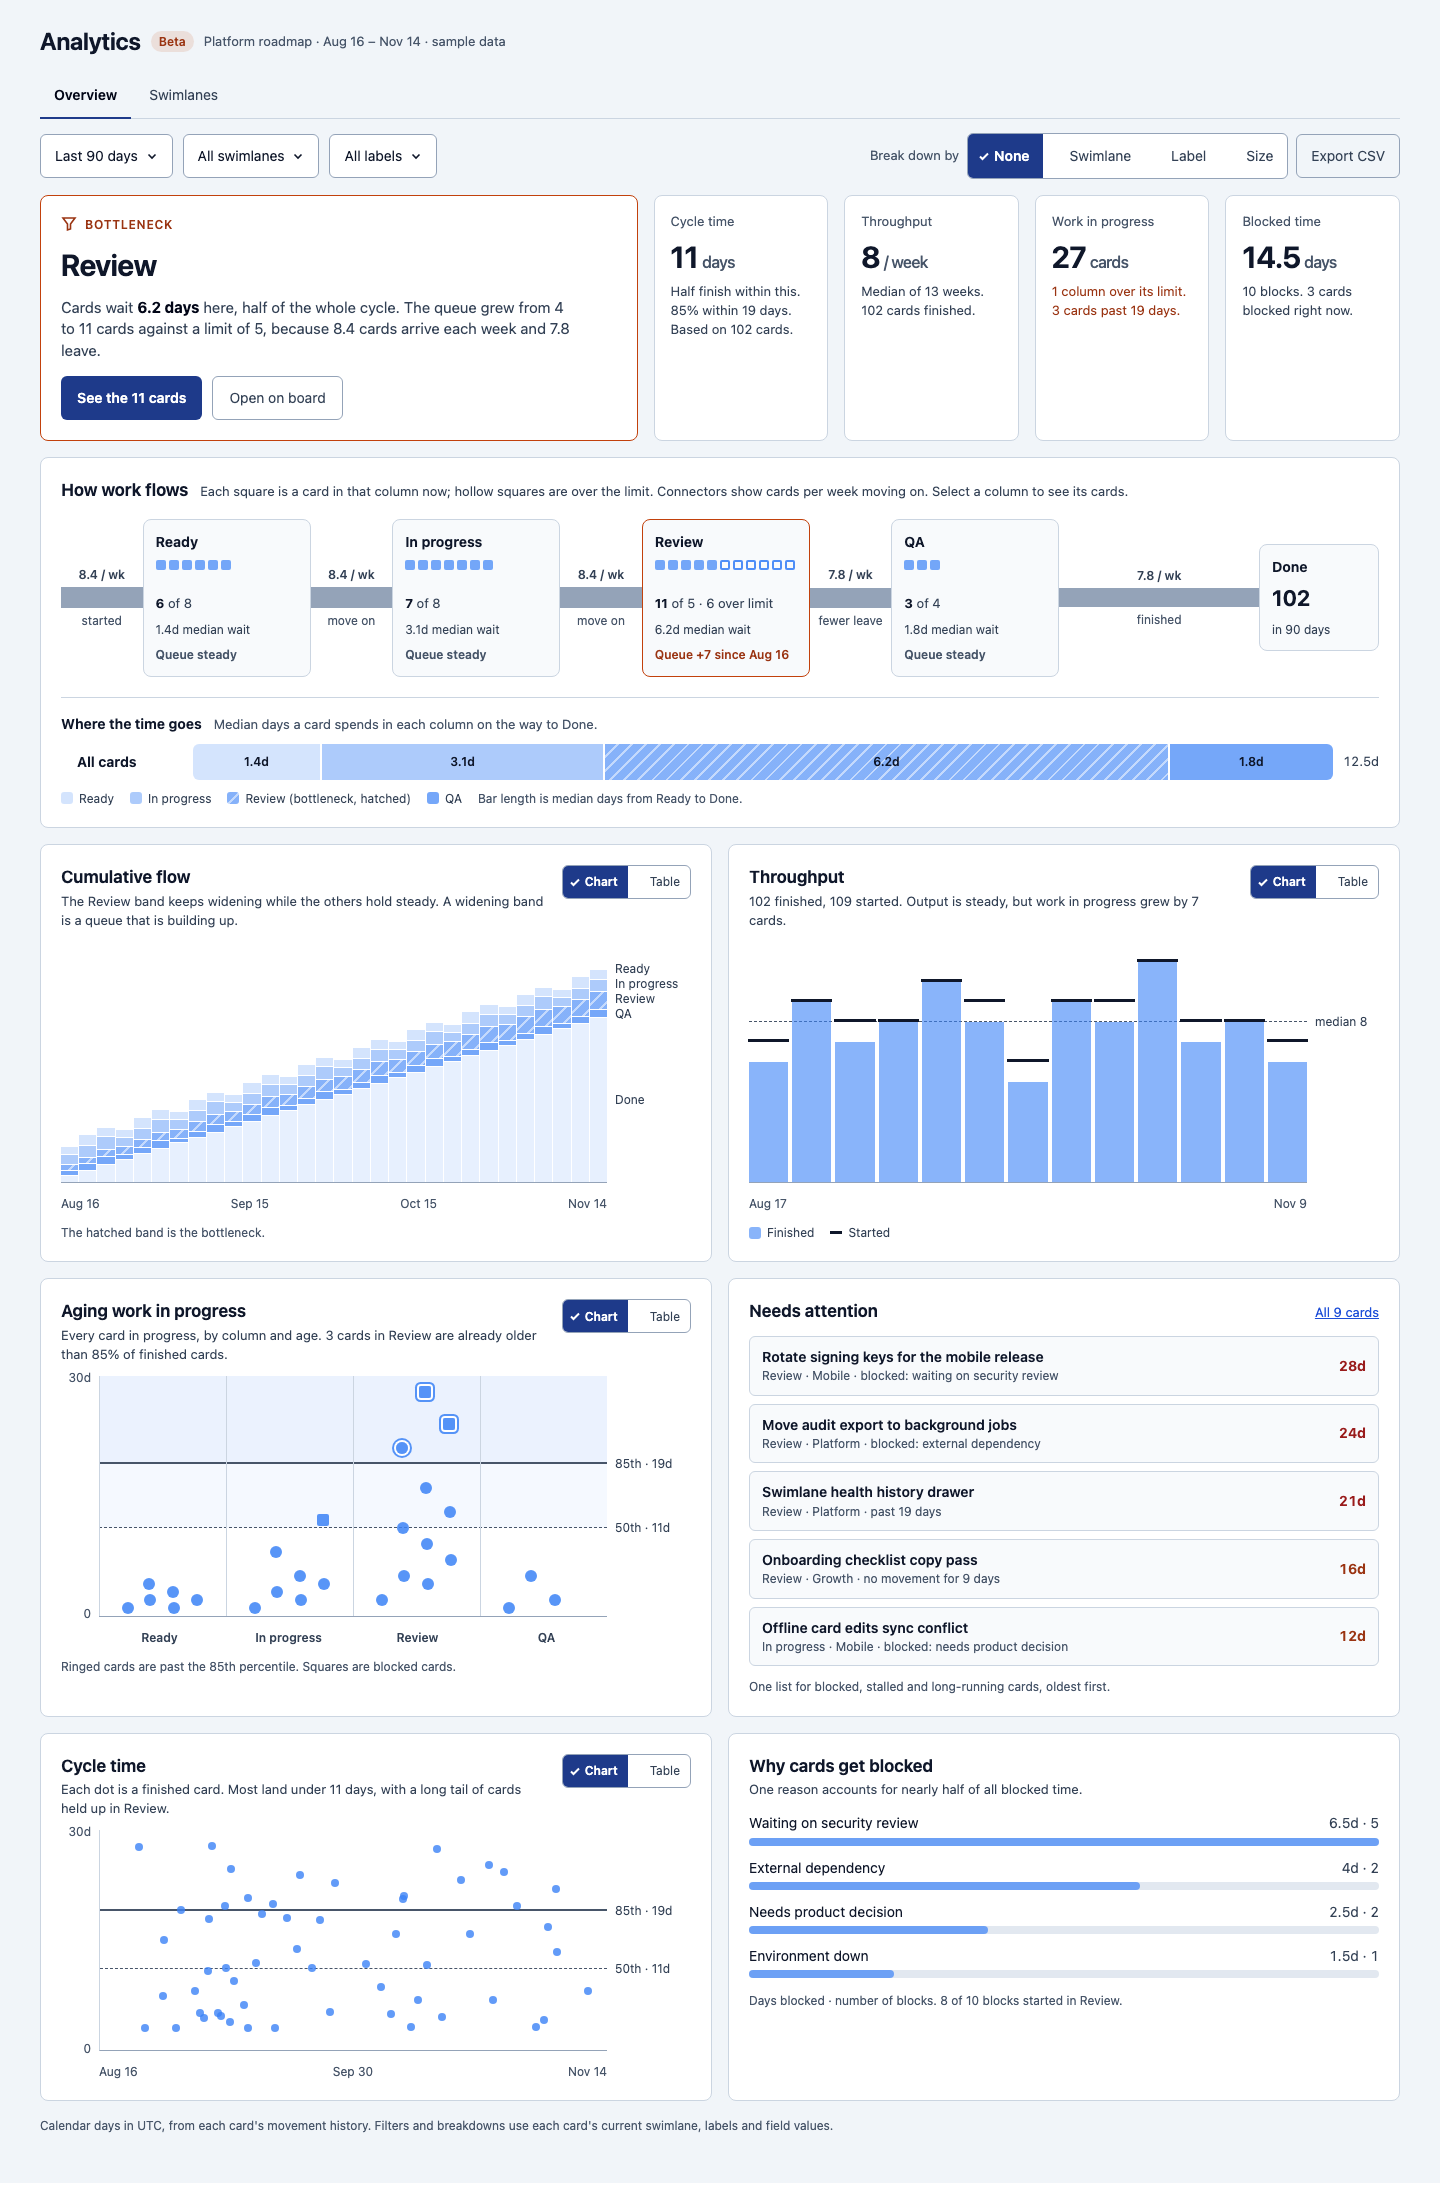 Analytics Beta Platform roadmap · Aug 16 – Nov 14 · sample data
Overview Swimlanes
Last 90 days All swimlanes All labels Break down by None Swimlane Label Size Export CSV
BOTTLENECK
Review
Cards wait 6.2 days here, half of the whole cycle. The queue grew from 4
to 11 cards against a limit of 5, because 8.4 cards arrive each week and 7.8
leave.
See the 11 cards Open on board
Cycle time
11 days
Half finish within this.
85% within 19 days.
Based on 102 cards.
Throughput
8 / week
Median of 13 weeks.
102 cards finished.
Work in progress
27 cards
1 column over its limit.
3 cards past 19 days.
Blocked time
14.5 days
10 blocks. 3 cards
blocked right now.
How work flows Each square is a card in that column now; hollow squares are over the limit. Connectors show cards per week moving on. Select a column to see its cards.
8.4 / wk
started
Ready
6 of 8
1.4d median wait
Queue steady
8.4 / wk
move on
In progress
7 of 8
3.1d median wait
Queue steady
8.4 / wk
move on
Review
11 of 5 · 6 over limit
6.2d median wait
Queue +7 since Aug 16
7.8 / wk
fewer leave
QA
3 of 4
1.8d median wait
Queue steady
7.8 / wk
finished
Done
102
in 90 days
Where the time goes Median days a card spends in each column on the way to Done.
All cards 1.4d 3.1d 6.2d 1.8d 12.5d
Ready In progress Review (bottleneck, hatched) QA Bar length is median days from Ready to Done.
Cumulative flow
Chart Table
The Review band keeps widening while the others hold steady. A widening band
is a queue that is building up.
Ready
In progress
Review
QA
Done
Aug 16 Sep 15 Oct 15 Nov 14
The hatched band is the bottleneck.
Throughput
Chart Table
102 finished, 109 started. Output is steady, but work in progress grew by 7
cards.
median 8
Aug 17 Nov 9
Finished Started
Aging work in progress
Chart Table
Every card in progress, by column and age. 3 cards in Review are already older
than 85% of finished cards.
30d
85th · 19d
50th · 11d
0
Ready In progress Review QA
Ringed cards are past the 85th percentile. Squares are blocked cards.
Needs attention All 9 cards
Rotate signing keys for the mobile release
Review · Mobile · blocked: waiting on security review
28d
Move audit export to background jobs
Review · Platform · blocked: external dependency
24d
Swimlane health history drawer
Review · Platform · past 19 days
21d
Onboarding checklist copy pass
Review · Growth · no movement for 9 days
16d
Offline card edits sync conflict
In progress · Mobile · blocked: needs product decision
12d
One list for blocked, stalled and long-running cards, oldest first.
Cycle time
Chart Table
Each dot is a finished card. Most land under 11 days, with a long tail of cards
held up in Review.
30d
85th · 19d
50th · 11d
0
Aug 16 Sep 30 Nov 14
Why cards get blocked
One reason accounts for nearly half of all blocked time.
Waiting on security review 6.5d · 5
External dependency 4d · 2
Needs product decision 2.5d · 2
Environment down 1.5d · 1
Days blocked · number of blocks. 8 of 10 blocks started in Review.
Calendar days in UTC, from each card's movement history. Filters and breakdowns use each card's current swimlane, labels and field values.